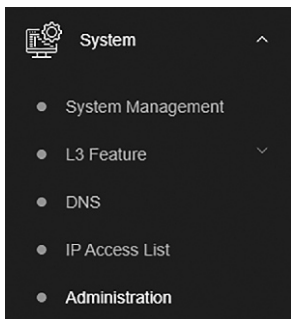 System
System Management
L3 Feature
DNS
IP Access List
Administration